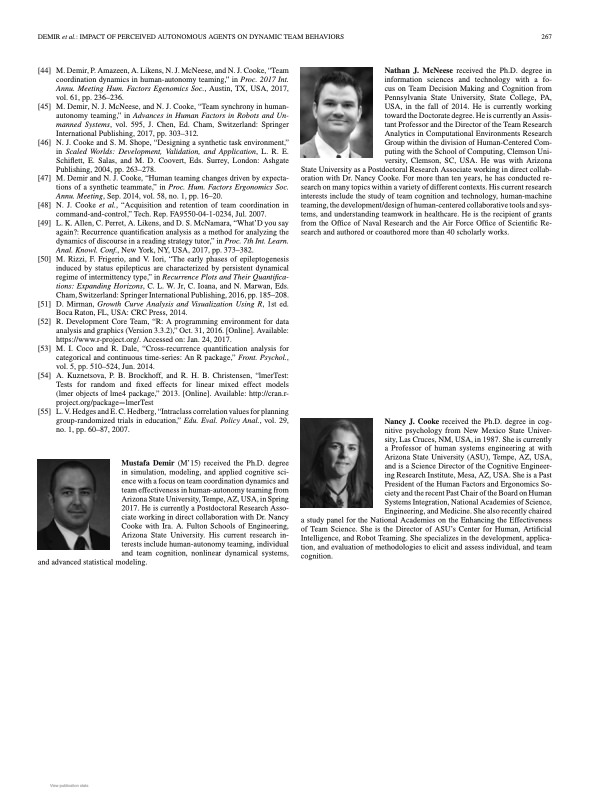 DEMIR et al.: IMPACT OF PERCEIVED AUTONOMOUS AGENTS ON DYNAMIC TEAM BEHAVIORS
267
[44] M. Demir, P. Amazeen, A. Likens, N. J. McNeese, and N. J. Cooke, “Team
coordination dynamics in human-autonomy teaming,” in Proc. 2017 Int.
Annu. Meeting Hum. Factors Egenomics Soc., Austin, TX, USA, 2017,
vol. 61, pp. 236–236.
[45] M. Demir, N. J. McNeese, and N. J. Cooke, “Team synchrony in human-
autonomy teaming,” in Advances in Human Factors in Robots and Un-
manned Systems, vol. 595, J. Chen, Ed. Cham, Switzerland: Springer
International Publishing, 2017, pp. 303–312.
[46] N. J. Cooke and S. M. Shope, “Designing a synthetic task environment,”
in Scaled Worlds: Development, Validation, and Application, L. R. E.
Schiflett, E. Salas, and M. D. Coovert, Eds. Surrey, London: Ashgate
Publishing, 2004, pp. 263–278.
[47] M. Demir and N. J. Cooke, “Human teaming changes driven by expecta-
tions of a synthetic teammate,” in Proc. Hum. Factors Ergonomics Soc.
Annu. Meeting, Sep. 2014, vol. 58, no. 1, pp. 16–20.
[48] N. J. Cooke et al., “Acquisition and retention of team coordination in
command-and-control,” Tech. Rep. FA9550-04-1-0234, Jul. 2007.
[49] L. K. Allen, C. Perret, A. Likens, and D. S. McNamara, “What’D you say
again?: Recurrence quantification analysis as a method for analyzing the
dynamics of discourse in a reading strategy tutor,” in Proc. 7th Int. Learn.
Anal. Knowl. Conf., New York, NY, USA, 2017, pp. 373–382.
[50] M. Rizzi, F. Frigerio, and V. Iori, “The early phases of epileptogenesis
induced by status epilepticus are characterized by persistent dynamical
regime of intermittency type,” in Recurrence Plots and Their Quantifica-
tions: Expanding Horizons, C. L. W. Jr, C. Ioana, and N. Marwan, Eds.
Cham, Switzerland: Springer International Publishing, 2016, pp. 185–208.
[51] D. Mirman, Growth Curve Analysis and Visualization Using R, 1st ed.
Boca Raton, FL, USA: CRC Press, 2014.
[52] R. Development Core Team, “R: A programming environment for data
analysis and graphics (Version 3.3.2),” Oct. 31, 2016. [Online]. Available:
https://www.r-project.org/. Accessed on: Jan. 24, 2017.
[53] M. I. Coco and R. Dale, “Cross-recurrence quantification analysis for
categorical and continuous time-series: An R package,” Front. Psychol.,
vol. 5, pp. 510–524, Jun. 2014.
[54] A. Kuznetsova, P. B. Brockhoff, and R. H. B. Christensen, “lmerTest:
Tests for random and fixed effects for linear mixed effect models
(lmer objects of lme4 package),” 2013. [Online]. Available: http://cran.r-
project.org/package=lmerTest
[55] L. V. Hedges and E. C. Hedberg, “Intraclass correlation values for planning
group-randomized trials in education,” Edu. Eval. Policy Anal., vol. 29,
no. 1, pp. 60–87, 2007.
Mustafa Demir (M’15) received the Ph.D. degree
in simulation, modeling, and applied cognitive sci-
ence with a focus on team coordination dynamics and
team effectiveness in human-autonomy teaming from
Arizona State University, Tempe, AZ, USA, in Spring
2017. He is currently a Postdoctoral Research Asso-
ciate working in direct collaboration with Dr. Nancy
Cooke with Ira. A. Fulton Schools of Engineering,
Arizona State University. His current research in-
terests include human-autonomy teaming, individual
and team cognition, nonlinear dynamical systems,
and advanced statistical modeling.
Nathan J. McNeese received the Ph.D. degree in
information sciences and technology with a fo-
cus on Team Decision Making and Cognition from
Pennsylvania State University, State College, PA,
USA, in the fall of 2014. He is currently working
toward the Doctorate degree. He is currently an Assis-
tant Professor and the Director of the Team Research
Analytics in Computational Environments Research
Group within the division of Human-Centered Com-
puting with the School of Computing, Clemson Uni-
versity, Clemson, SC, USA. He was with Arizona
State University as a Postdoctoral Research Associate working in direct collab-
oration with Dr. Nancy Cooke. For more than ten years, he has conducted re-
search on many topics within a variety of different contexts. His current research
interests include the study of team cognition and technology, human-machine
teaming, the development/design of human-centered collaborative tools and sys-
tems, and understanding teamwork in healthcare. He is the recipient of grants
from the Office of Naval Research and the Air Force Office of Scientific Re-
search and authored or coauthored more than 40 scholarly works.
Nancy J. Cooke received the Ph.D. degree in cog-
nitive psychology from New Mexico State Univer-
sity, Las Cruces, NM, USA, in 1987. She is currently
a Professor of human systems engineering at with
Arizona State University (ASU), Tempe, AZ, USA,
and is a Science Director of the Cognitive Engineer-
ing Research Institute, Mesa, AZ, USA. She is a Past
President of the Human Factors and Ergonomics So-
ciety and the recent Past Chair of the Board on Human
Systems Integration, National Academies of Science,
Engineering, and Medicine. She also recently chaired
a study panel for the National Academies on the Enhancing the Effectiveness
of Team Science. She is the Director of ASU’s Center for Human, Artificial
Intelligence, and Robot Teaming. She specializes in the development, applica-
tion, and evaluation of methodologies to elicit and assess individual, and team
cognition.
View publication stats